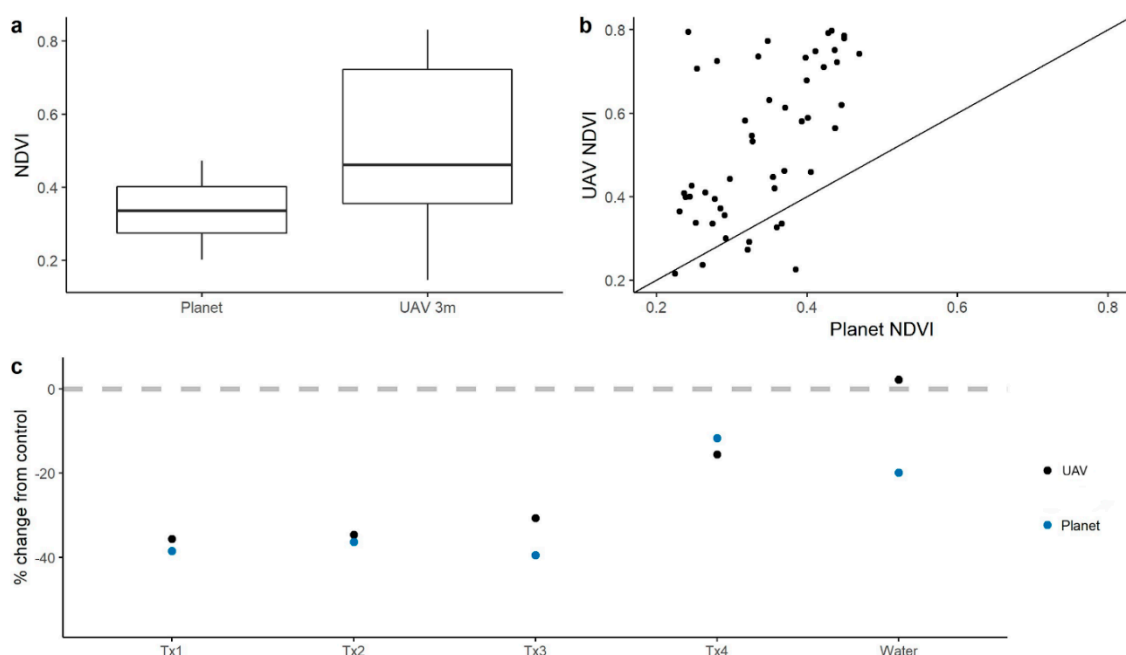 a
0.8
0.6
0.4
0.2
NDVI
Planet
UAV 3m
b
0.8
0.6
0.4
0.2
UAV NDVI
0.2
0.4
0.6
0.8
Planet NDVI
c
0
-20
-40
% change from control
Tx1
Tx2
Tx3
Tx4
Water
UAV
Planet